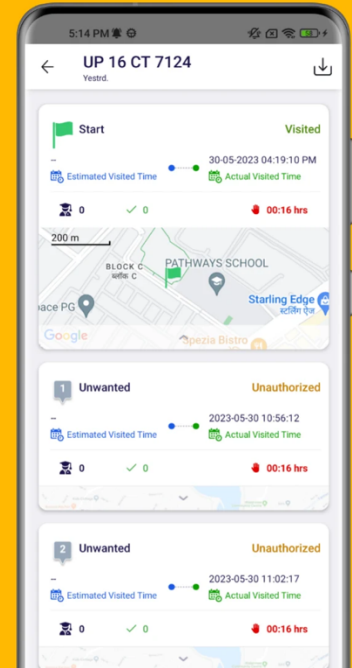 5:14 PM
UP 16 CT 7124
Yestrd.
Start Visited
-- 30-05-2023 04:19:10 PM
Estimated Visited Time Actual Visited Time
0 0 00:16 hrs
200 m
BLOCK C
ब्लॉक C
PATHWAYS SCHOOL
Starling Edge
स्टर्लिंग ऐज
ace PG
Google
Spezia Bistro
1 Unwanted Unauthorized
-- 2023-05-30 10:56:12
Estimated Visited Time Actual Visited Time
0 0 00:16 hrs
2 Unwanted Unauthorized
-- 2023-05-30 11:02:17
Estimated Visited Time Actual Visited Time
0 0 00:16 hrs